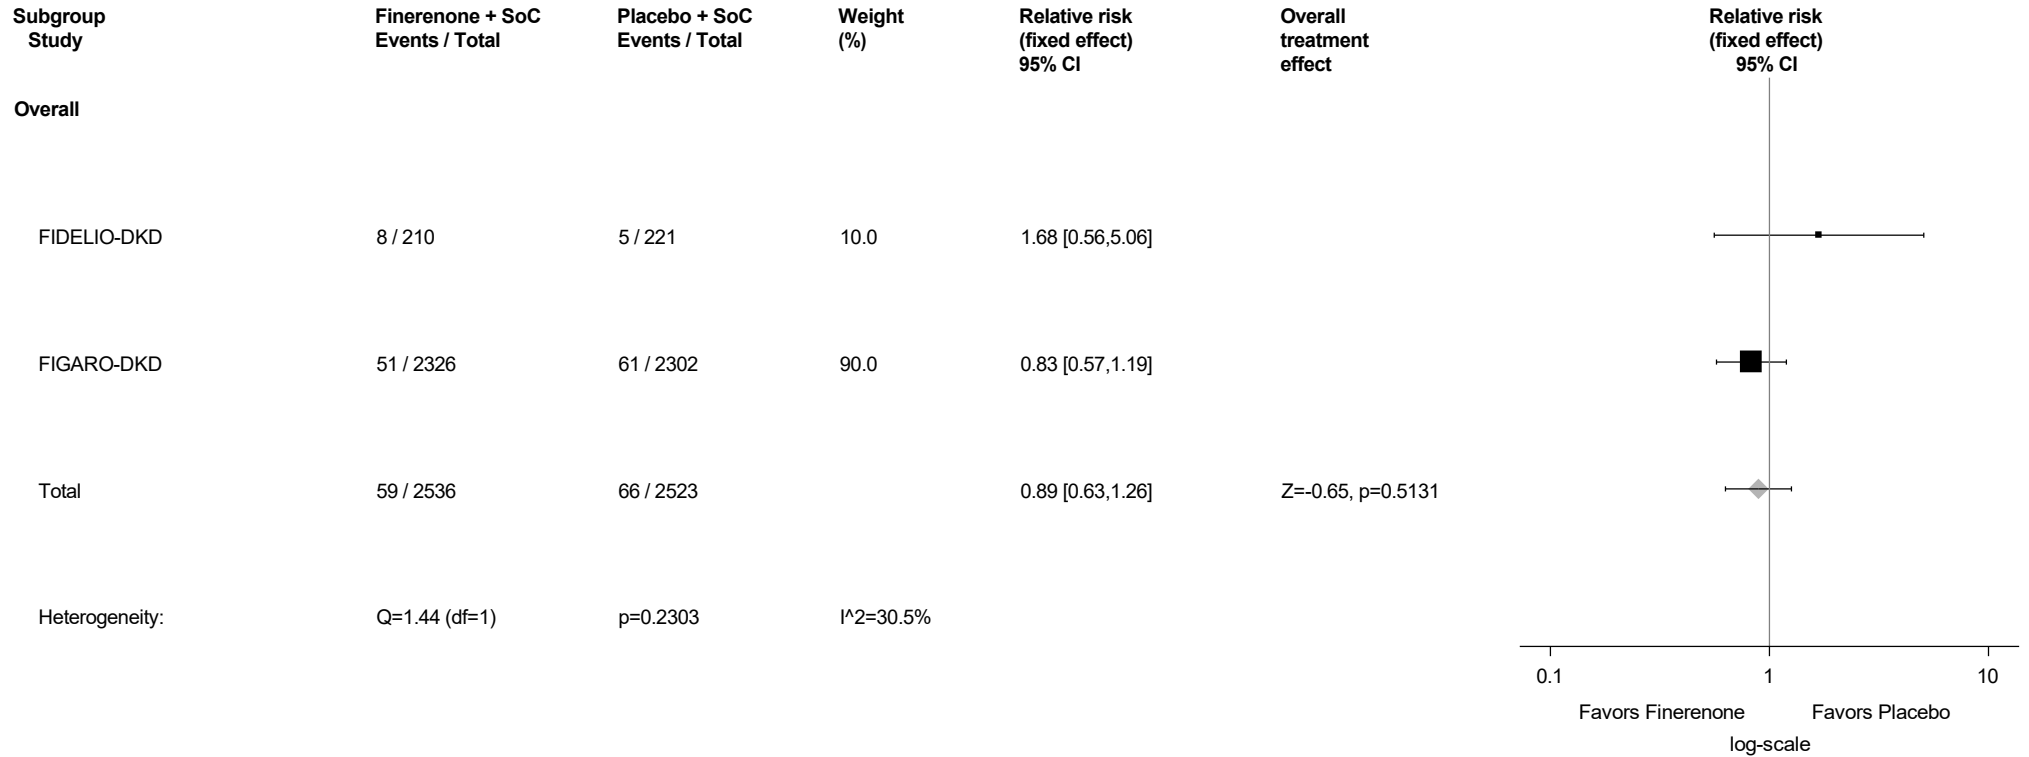 Subgroup Finerenone + SoC Placebo + SoC Weight Relative risk Overall Relative risk
Study Events / Total Events / Total (%) (fixed effect) treatment (fixed effect)
95% CI effect 95% CI
Overall
FIDELIO-DKD 8 / 210 5 / 221 10.0 1.68 [0.56,5.06]
FIGARO-DKD 51 / 2326 61 / 2302 90.0 0.83 [0.57,1.19]
Total 59 / 2536 66 / 2523 0.89 [0.63,1.26] Z=-0.65, p=0.5131
Heterogeneity: Q=1.44 (df=1) p=0.2303 I^2=30.5%
0.1 1 10
Favors Finerenone Favors Placebo
log-scale